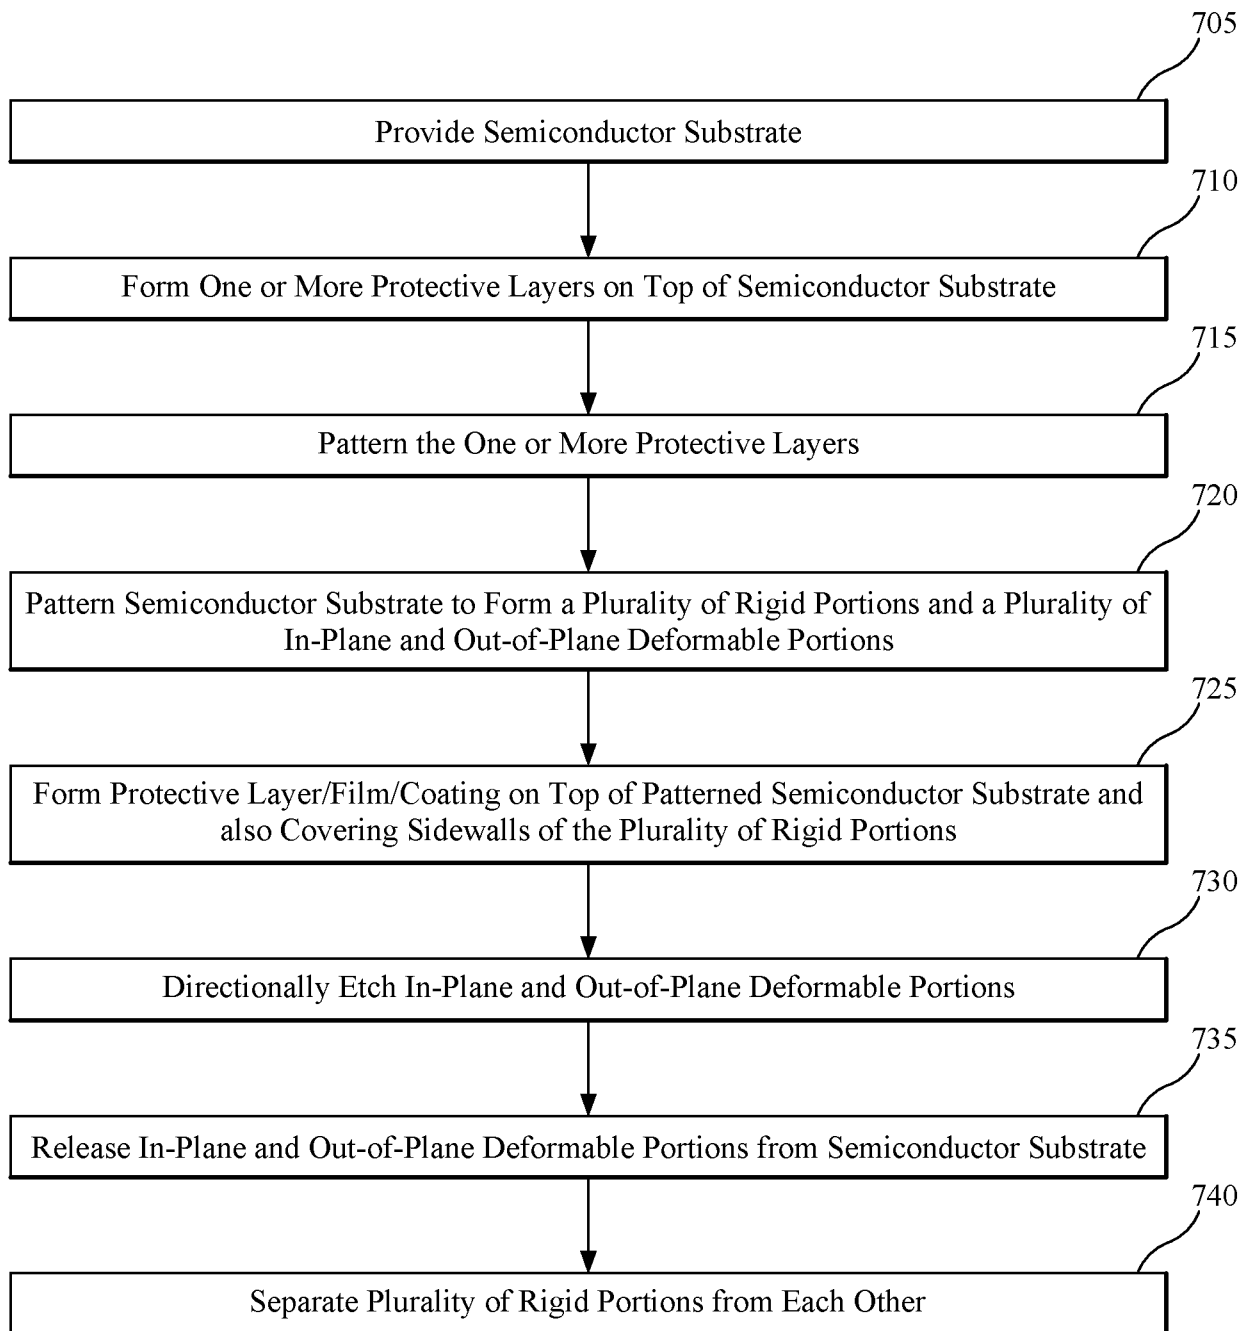 705
Provide Semiconductor Substrate
710
Form One or More Protective Layers on Top of Semiconductor Substrate
715
Pattern the One or More Protective Layers
720
Pattern Semiconductor Substrate to Form a Plurality of Rigid Portions and a Plurality of
In-Plane and Out-of-Plane Deformable Portions
725
Form Protective Layer/Film/Coating on Top of Patterned Semiconductor Substrate and
also Covering Sidewalls of the Plurality of Rigid Portions
730
Directionally Etch In-Plane and Out-of-Plane Deformable Portions
735
Release In-Plane and Out-of-Plane Deformable Portions from Semiconductor Substrate
740
Separate Plurality of Rigid Portions from Each Other